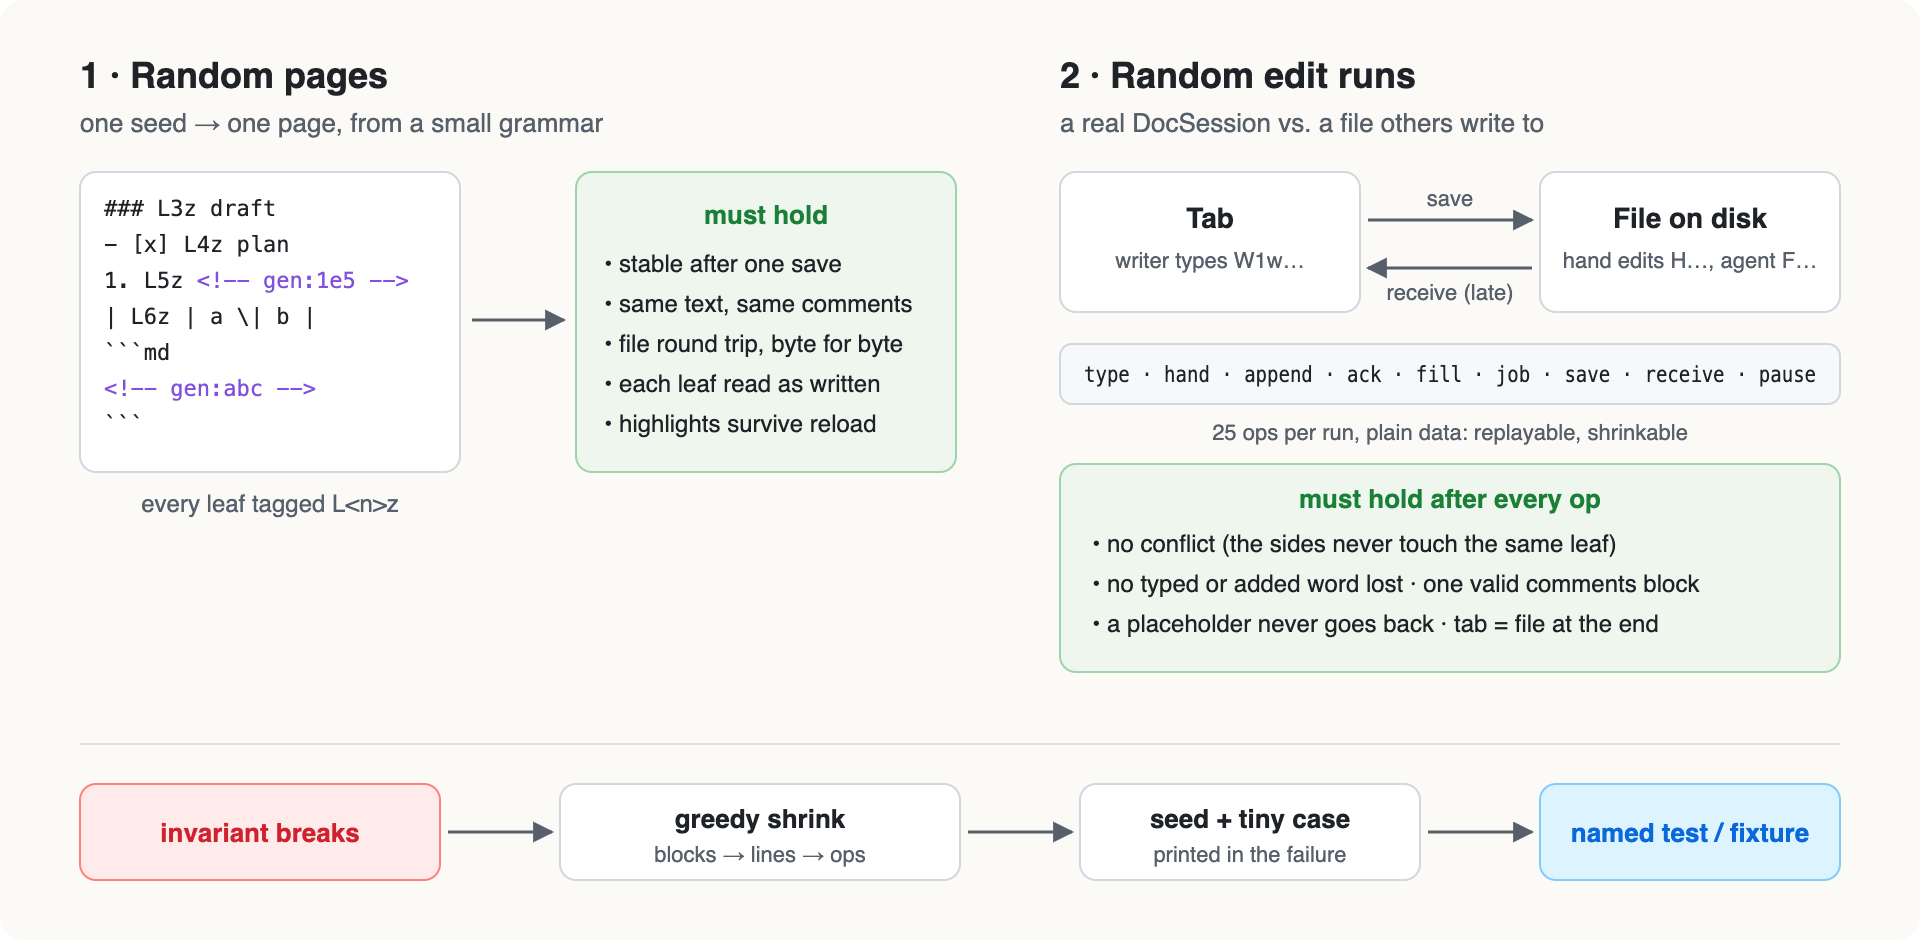 1 · Random pages
one seed → one page, from a small grammar
### L3z draft
– [x] L4z plan
1. L5z <!-- gen:1e5 -->
| L6z | a \| b |
```md
<!-- gen:abc -->
```
every leaf tagged L<n>z
must hold
• stable after one save
• same text, same comments
• file round trip, byte for byte
• each leaf read as written
• highlights survive reload
2 · Random edit runs
a real DocSession vs. a file others write to
Tab
writer types W1w…
save
receive (late)
File on disk
hand edits H…, agent F…
type · hand · append · ack · fill · job · save · receive · pause
25 ops per run, plain data: replayable, shrinkable
must hold after every op
• no conflict (the sides never touch the same leaf)
• no typed or added word lost · one valid comments block
• a placeholder never goes back · tab = file at the end
invariant breaks
greedy shrink
blocks → lines → ops
seed + tiny case
printed in the failure
named test / fixture